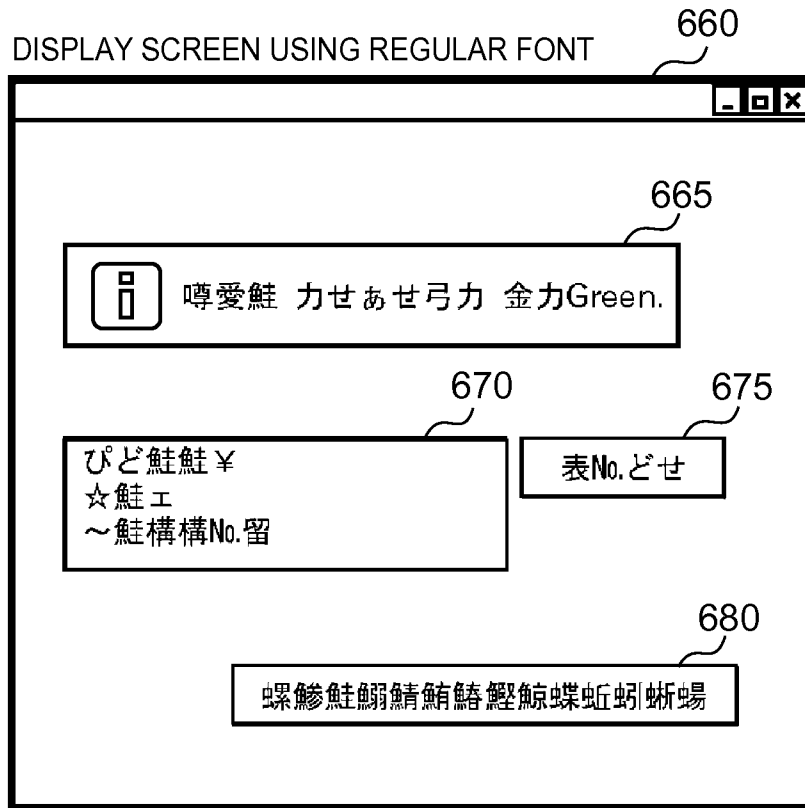 660
DISPLAY SCREEN USING REGULAR FONT
665
噂愛鮭 力せぁせ弓力 金力Green.
670
675
ぴど鮭鮭￥
☆鮭ェ
～鮭構構№留
表№どせ
680
螺鯵鮭鰯鯖鮪鰆鰹鯨蝶蚯蚓蜥蜴